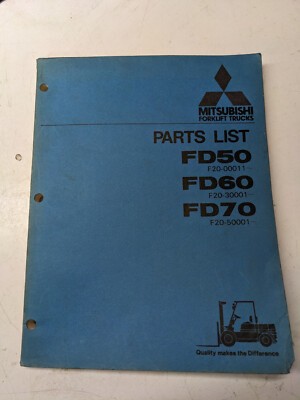 MITSUBISHI
FORKLIFT TRUCKS
PARTS LIST
FD50
F20-00011-
FD60
F20-30001-
FD70
F20-50001-
Quality makes the Difference